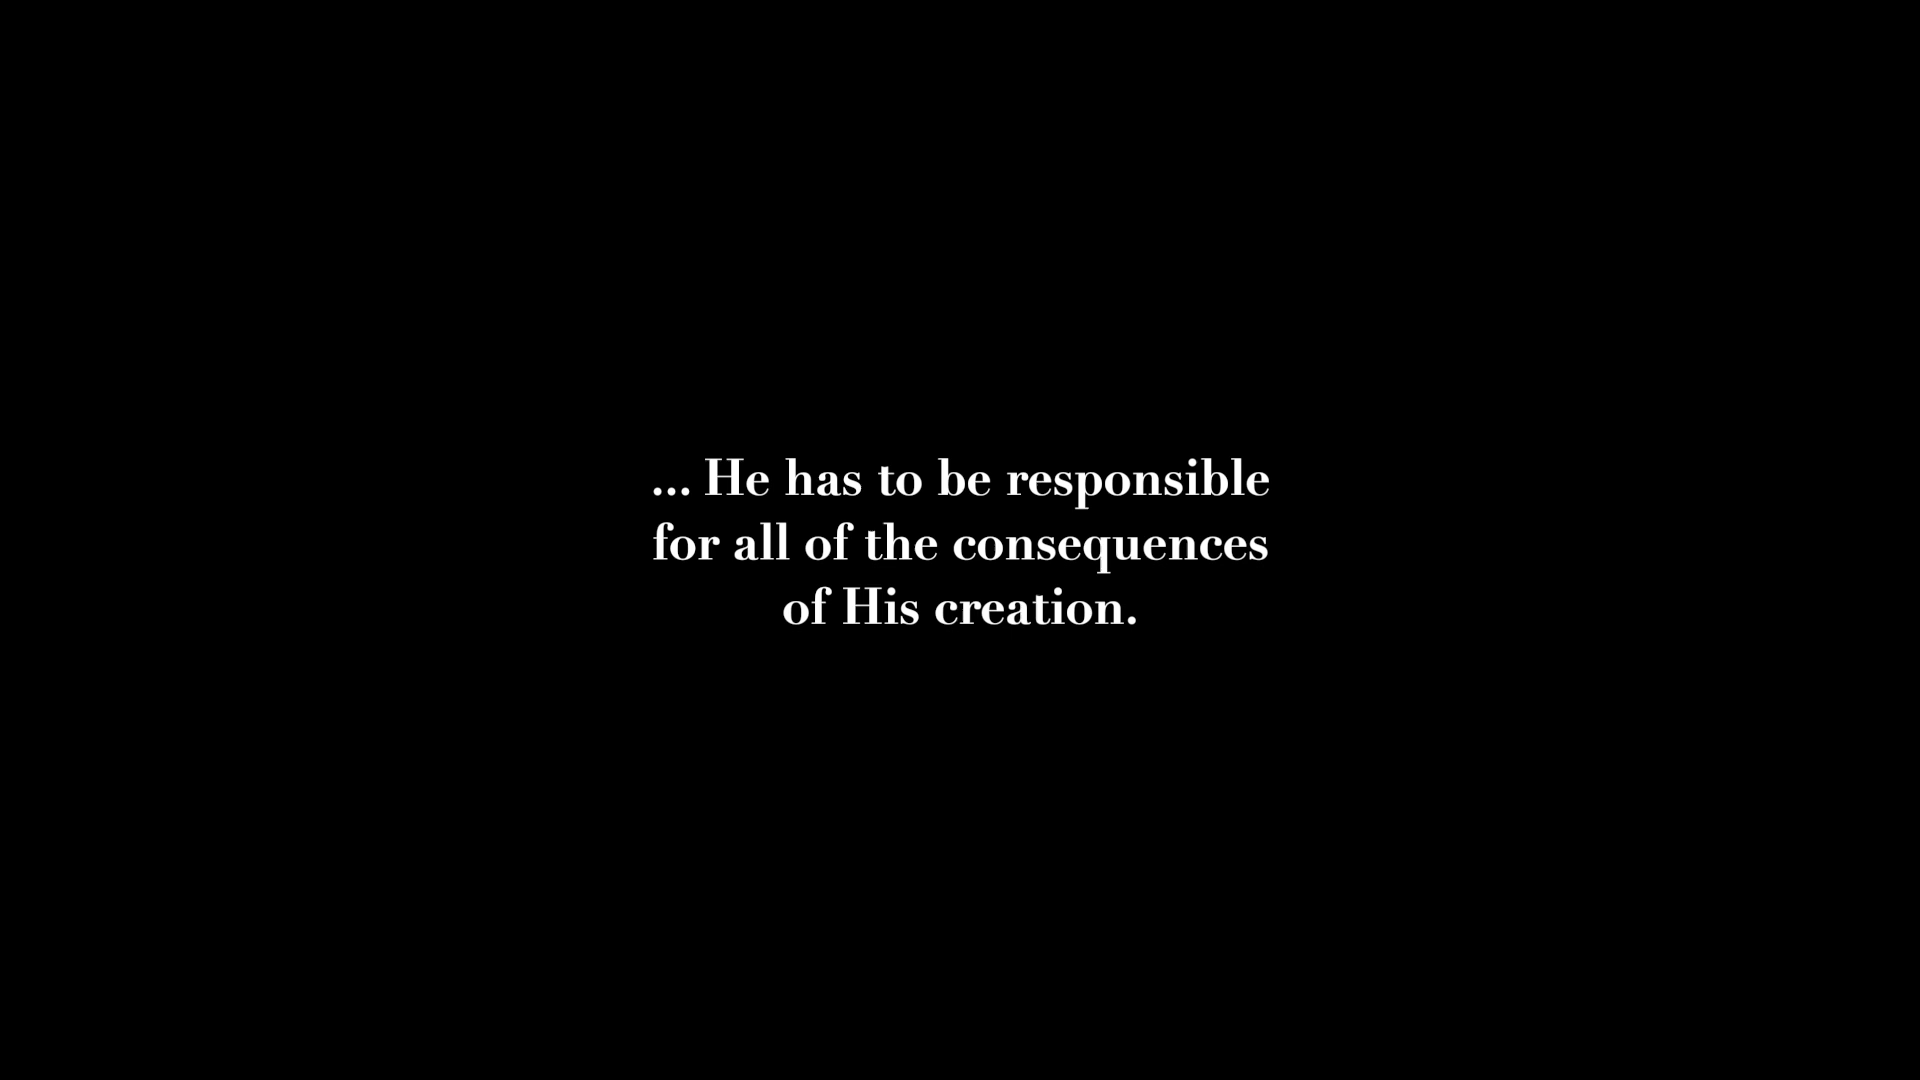 ... He has to be responsible
for all of the consequences
of His creation.